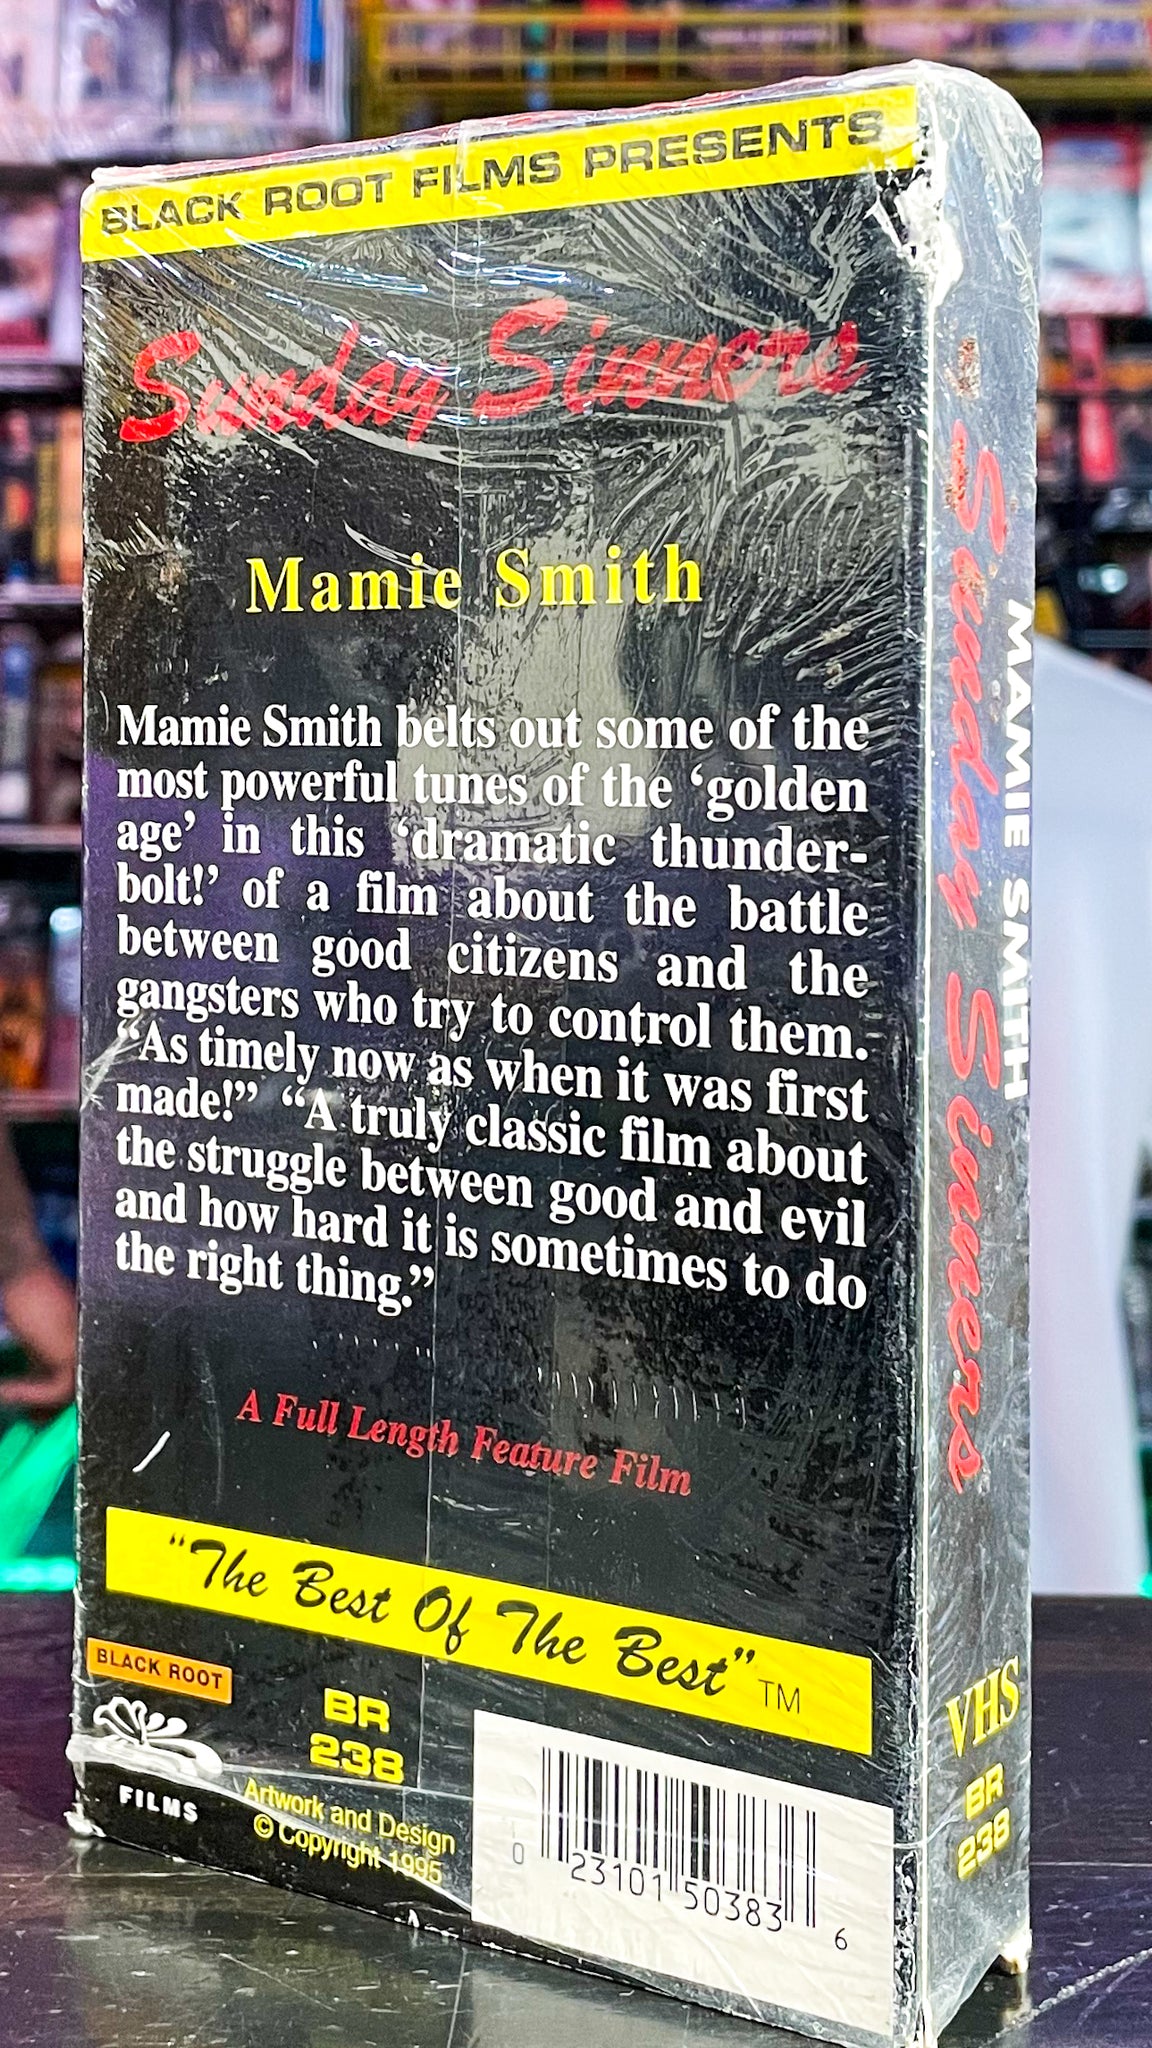 BLACK ROOT FILMS PRESENTS
Sunday Sinners
Mamie Smith
Mamie Smith belts out some of the
most powerful tunes of the ‘golden
age’ in this ‘dramatic thunder-
bolt!’ of a film about the battle
between good citizens and the
gangsters who try to control them.
“As timely now as when it was first
made!” “A truly classic film about
the struggle between good and evil
and how hard it is sometimes to do
the right thing.”
A Full Length Feature Film
“The Best Of The Best”TM
BLACK ROOT
FILMS
BR
238
Artwork and Design
© Copyright 1995
0 23101 50383 6
MAMIE SMITH
Sunday Sinners
VHS
BR
238